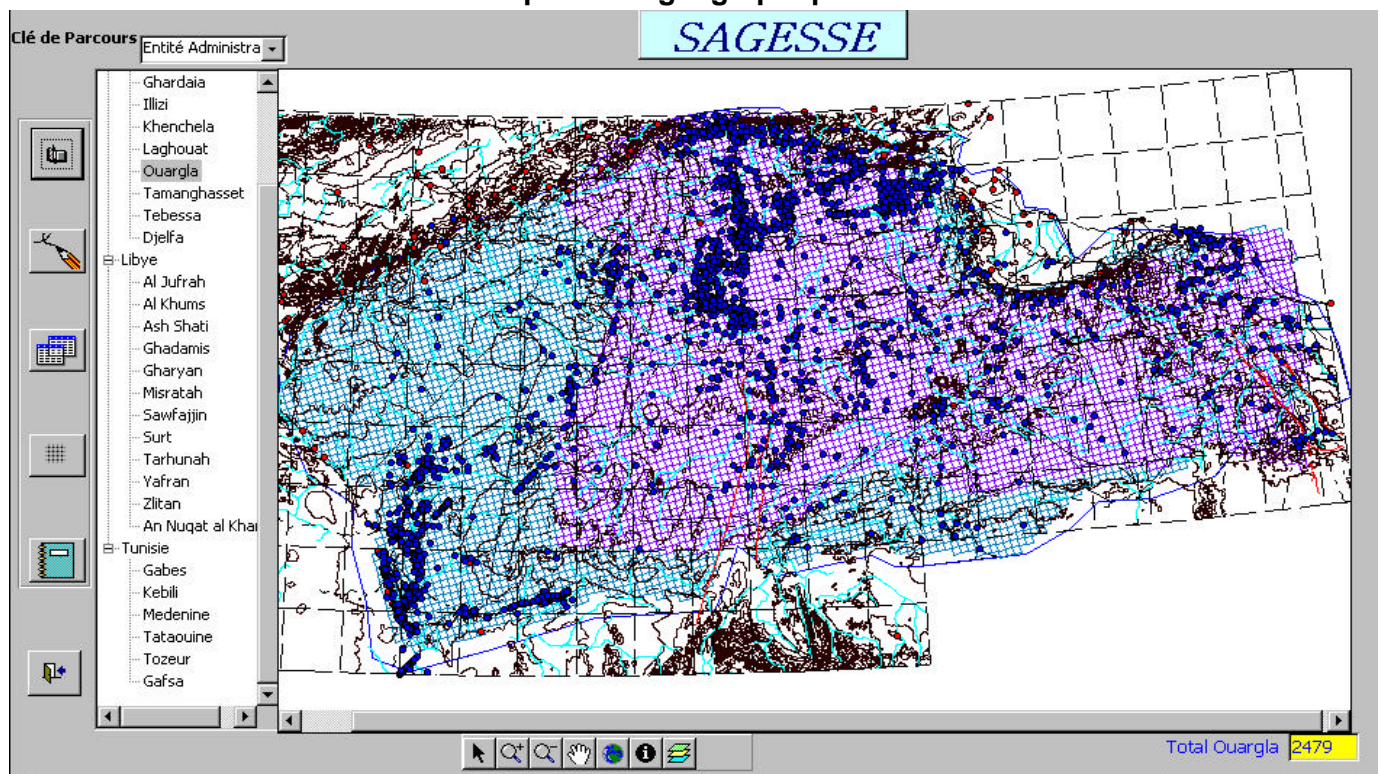 SAGESSE
Clé de Parcours
Entité Administra
Ghardaia
Illizi
Khenchela
Laghouat
Ouargla
Tamanghasset
Tebessa
Djelfa
Libye
Al Jufrah
Al Khums
Ash Shati
Ghadamis
Gharyan
Misratah
Sawfajjin
Surt
Tarhunah
Yafran
Zlitan
An Nuqat al Khar
Tunisie
Gabes
Kebili
Medenine
Tataouine
Tozeur
Gafsa
Total Ouargla 2479